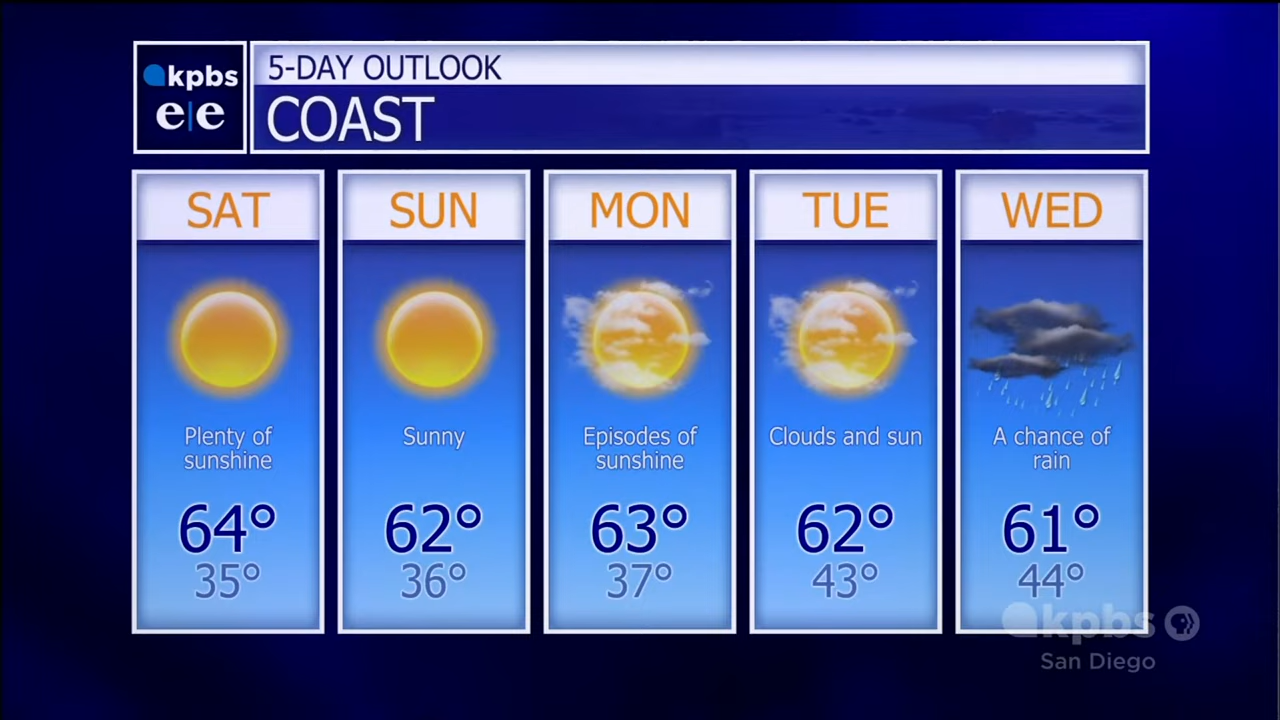 kpbs
e|e
5-DAY OUTLOOK
COAST
SAT
SUN
MON
TUE
WED
Plenty of
sunshine
Sunny
Episodes of
sunshine
Clouds and sun
A chance of
rain
64°
62°
63°
62°
61°
35°
36°
37°
43°
44°
kpbs
San Diego